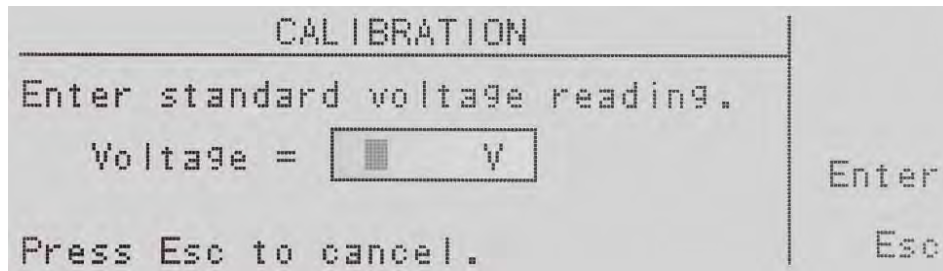 CALIBRATION
Enter standard voltage reading.
Voltage = V
Enter
Press Esc to cancel.
Esc